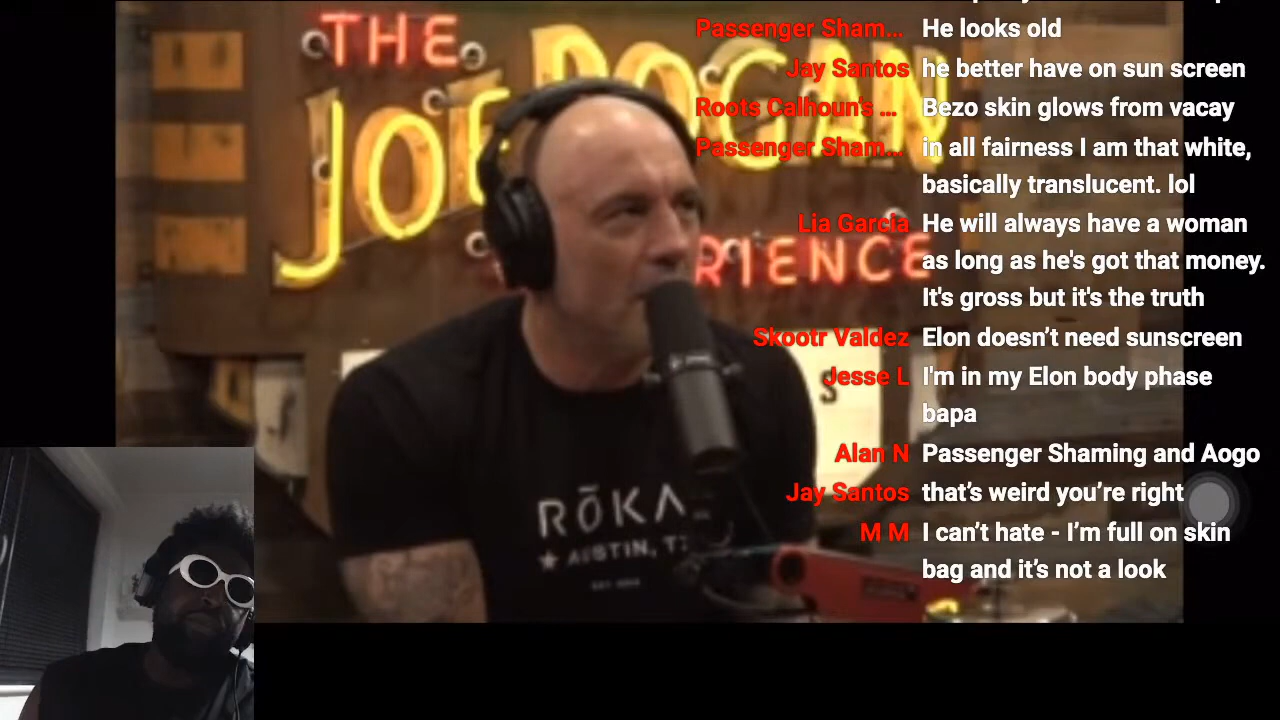 THE
JOE ROGAN
RIENCE
RŌKA
AUSTIN, T
Passenger Sham... He looks old
Jay Santos he better have on sun screen
Roots Calhoun's ... Bezo skin glows from vacay
Passenger Sham... in all fairness I am that white,
basically translucent. lol
Lia Garcia He will always have a woman
as long as he's got that money.
It's gross but it's the truth
Skootr Valdez Elon doesn’t need sunscreen
Jesse L I'm in my Elon body phase
bapa
Alan N Passenger Shaming and Aogo
Jay Santos that’s weird you’re right
M M I can’t hate - I’m full on skin
bag and it’s not a look